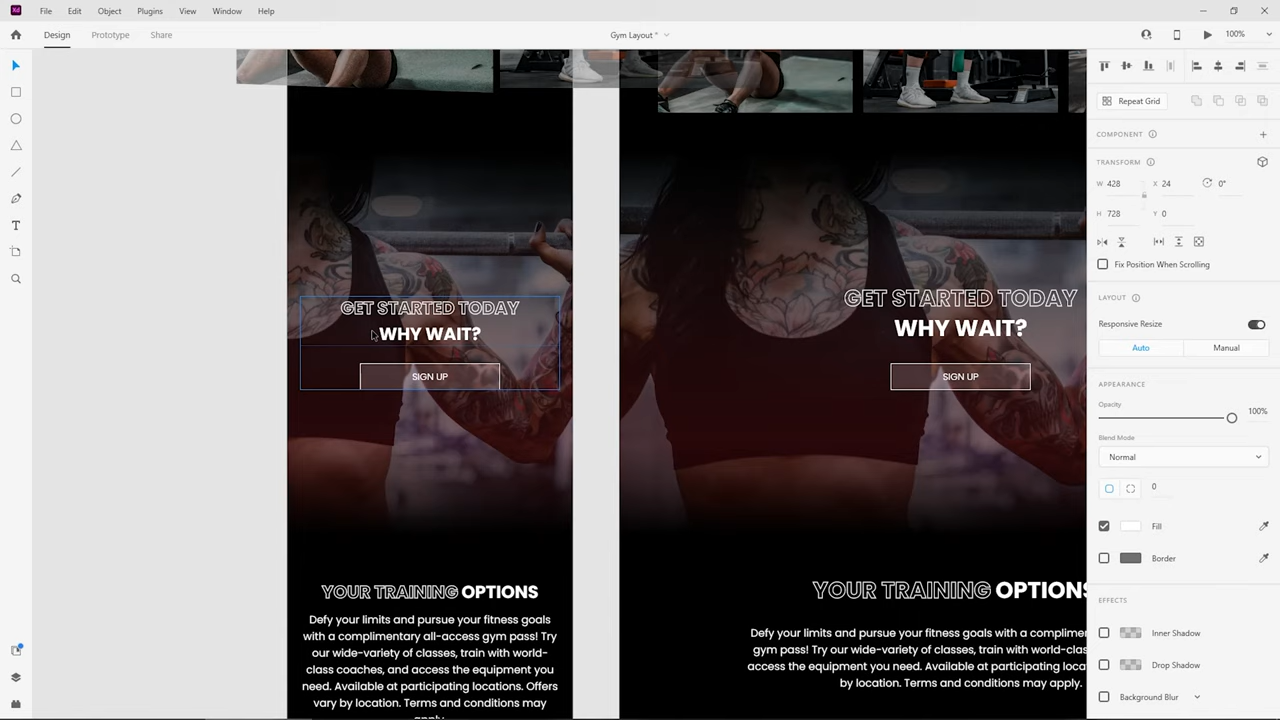 Xd File Edit Object Plugins View Window Help
Design Prototype Share Gym Layout * 100%
Repeat Grid
COMPONENT
TRANSFORM
W 428 X 24 0°
H 728 Y 0
Fix Position When Scrolling
LAYOUT
Responsive Resize
Auto Manual
APPEARANCE
Opacity
100%
Blend Mode
Normal
0
Fill
Border
EFFECTS
Inner Shadow
Drop Shadow
Background Blur
GET STARTED TODAY
WHY WAIT?
SIGN UP
YOUR TRAINING OPTIONS
Defy your limits and pursue your fitness goals
with a complimentary all-access gym pass! Try
our wide-variety of classes, train with world-
class coaches, and access the equipment you
need. Available at participating locations. Offers
vary by location. Terms and conditions may
apply.
GET STARTED TODAY
WHY WAIT?
SIGN UP
YOUR TRAINING OPTIONS
Defy your limits and pursue your fitness goals with a complimen
gym pass! Try our wide-variety of classes, train with world-clas
access the equipment you need. Available at participating loca
by location. Terms and conditions may apply.